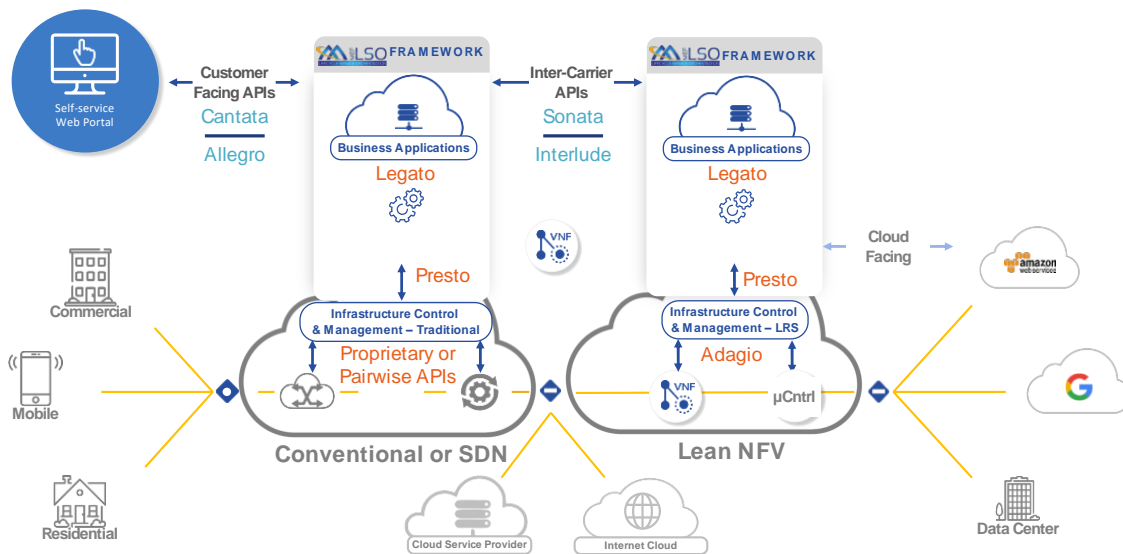 LSO FRAMEWORK
LSO FRAMEWORK
Self-service
Web Portal
Customer
Facing APIs
Cantata
Allegro
Inter-Carrier
APIs
Sonata
Interlude
Business Applications
Legato
Business Applications
Legato
VNF
Cloud
Facing
amazon
webservices
Presto
Presto
Commercial
Infrastructure Control
& Management – Traditional
Infrastructure Control
& Management – LRS
Proprietary or
Pairwise APIs
Adagio
VNF
µCntrl
G
Mobile
Conventional or SDN
Lean NFV
Residential
Cloud Service Provider
Internet Cloud
Data Center